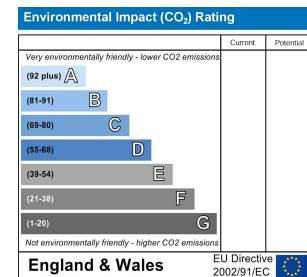 Environmental Impact (CO₂) Rating
Current Potential
Very environmentally friendly - lower CO2 emissions
(92 plus) A
(81-91) B
(69-80) C
(55-68) D
(39-54) E
(21-38) F
(1-20) G
Not environmentally friendly - higher CO2 emissions
England & Wales
EU Directive
2002/91/EC